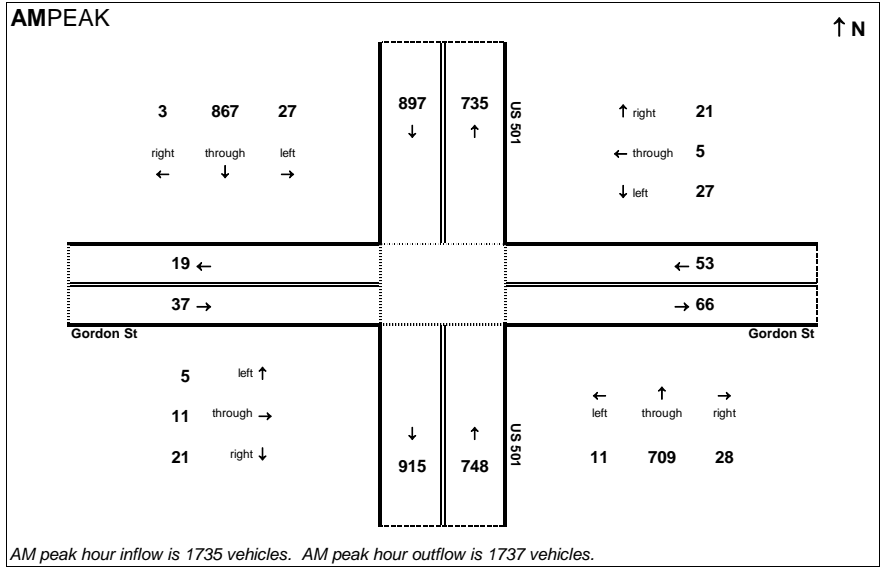 AMPEAK
↑ N
3 867 27
right through left
← ↓ →
897 735
↓ ↑
US 501
↑ right 21
← through 5
↓ left 27
19 ←
37 →
← 53
→ 66
Gordon St
Gordon St
5 left ↑
11 through →
21 right ↓
↓ ↑
915 748
US 501
← ↑ →
left through right
11 709 28
AM peak hour inflow is 1735 vehicles. AM peak hour outflow is 1737 vehicles.